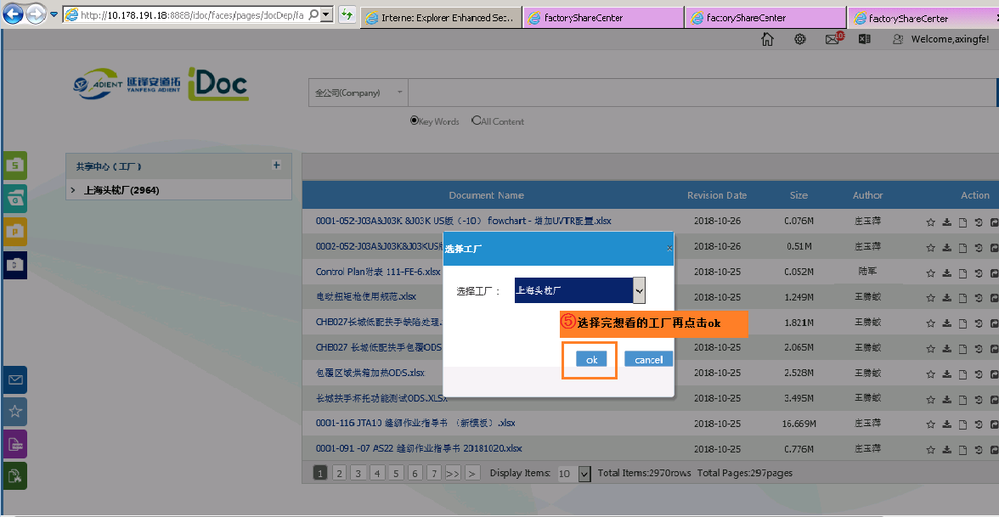 http://10.178.191.18:8888/idoc/faces/pages/docDep/fa
Internet Explorer Enhanced Sec...
factoryShareCenter
factoryShareCenter
factoryShareCenter
Welcome,axingfe!
ADIENT 延锋安道拓 iDoc
YANFENG ADIENT
全公司(Company)
Key Words All Content
共享中心(工厂)
+
> 上海头枕厂(2964)
Document Name Revision Date Size Author Action
0001-052-J03A&J03K &J03K US版（-10） flowchart - 增加UVTR配置.xlsx 2018-10-26 0.076M 庄玉萍
0002-052-J03A&J03K&J03KUS 2018-10-26 0.51M 庄玉萍
Control Plan附表 111-FE-6.xlsx 2018-10-25 0.052M 陆军
电动扭矩枪使用规范.xlsx 2018-10-25 1.249M 王腾敏
CHB027长城低配扶手缺陷处理. 2018-10-25 1.821M 王腾敏
CHB027 长城低配扶手包覆ODS 2018-10-25 2.065M 王腾敏
包覆区域烘箱加热ODS.xlsx 2018-10-25 2.528M 王腾敏
长城扶手杯托功能测试ODS.XLSX 2018-10-25 3.495M 王腾敏
0001-116 JTA10 缝纫作业指导书 （新模板）.xlsx 2018-10-25 16.669M 庄玉萍
0001-091 -07 AS22 缝纫作业指导书 20181020.xlsx 2018-10-25 0.776M 庄玉萍
选择工厂
x
选择工厂： 上海头枕厂
⑤选择完想看的工厂再点击ok
ok cancel
1 2 3 4 5 6 7 >> > Display Items: 10 Total Items:2970rows Total Pages:297pages